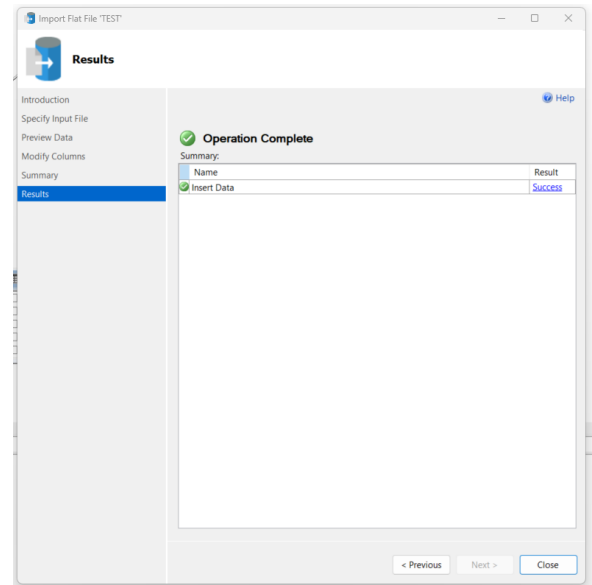 Import Flat File 'TEST'
Results
Introduction
Specify Input File
Preview Data
Modify Columns
Summary
Results
Help
Operation Complete
Summary:
Name Result
Insert Data Success
< Previous Next > Close